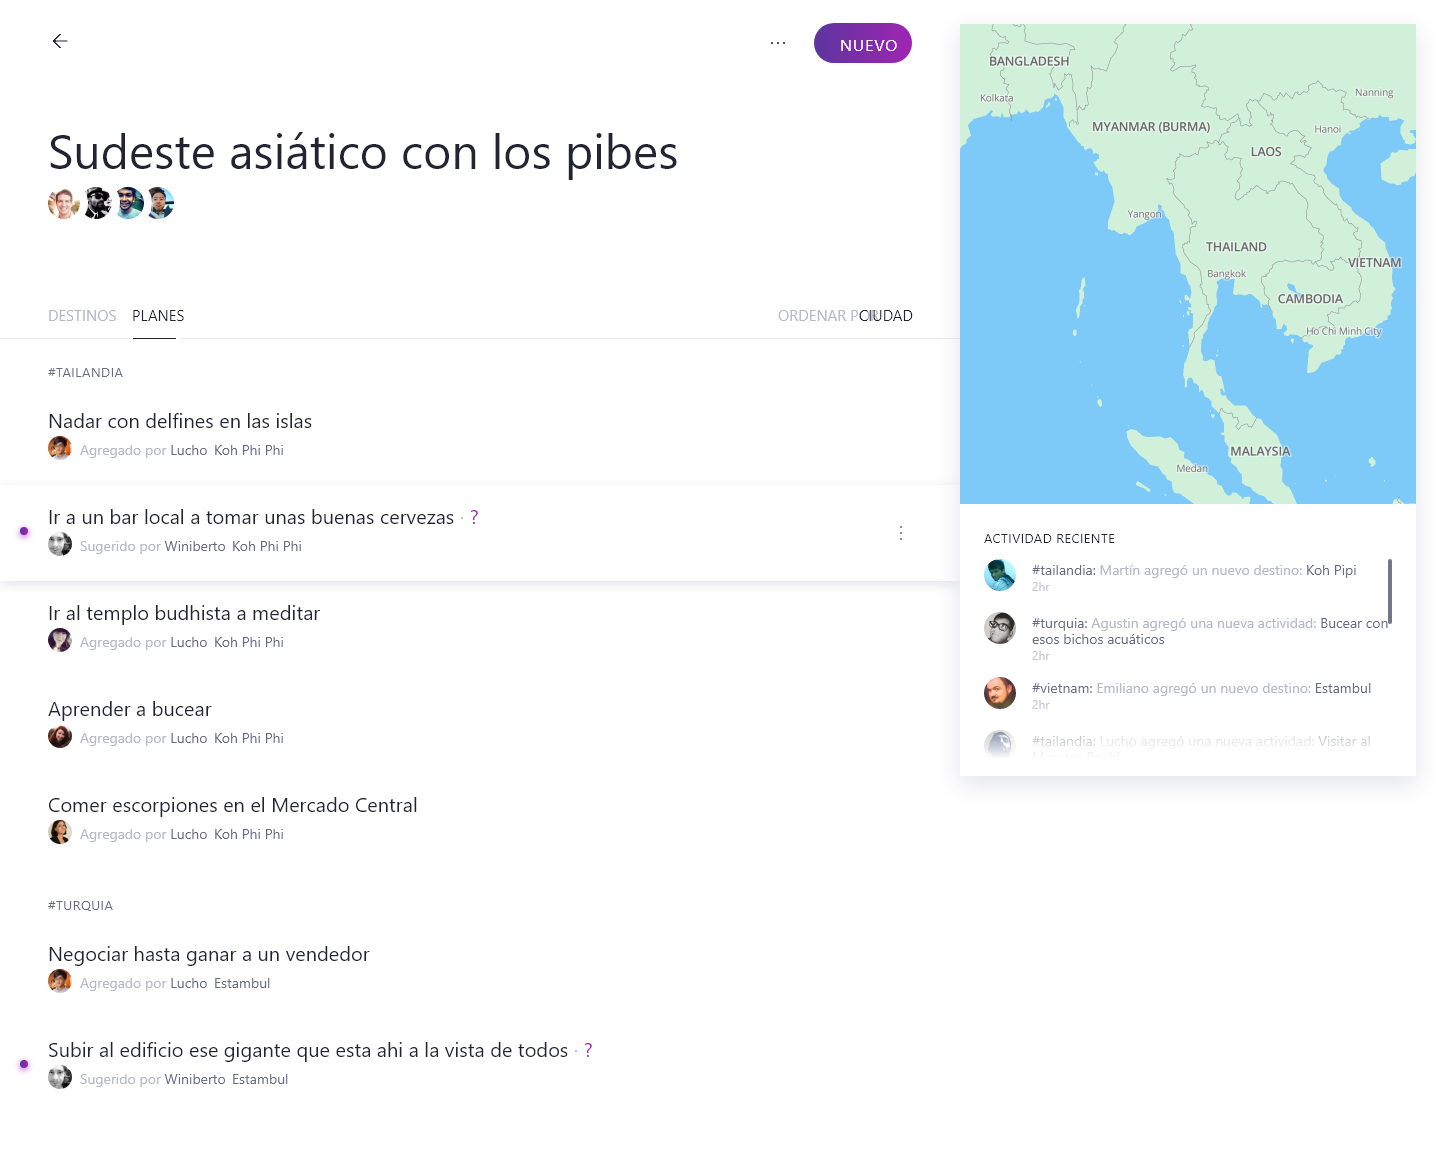 NUEVO
Sudeste asiático con los pibes
DESTINOS PLANES ORDENAR POR CIUDAD
#TAILANDIA
Nadar con delfines en las islas
Agregado por Lucho Koh Phi Phi
Ir a un bar local a tomar unas buenas cervezas · ?
Sugerido por Winiberto Koh Phi Phi
Ir al templo budhista a meditar
Agregado por Lucho Koh Phi Phi
Aprender a bucear
Agregado por Lucho Koh Phi Phi
Comer escorpiones en el Mercado Central
Agregado por Lucho Koh Phi Phi
#TURQUIA
Negociar hasta ganar a un vendedor
Agregado por Lucho Estambul
Subir al edificio ese gigante que esta ahi a la vista de todos · ?
Sugerido por Winiberto Estambul
BANGLADESH
Kolkata
Nanning
MYANMAR (BURMA)
Hanoi
LAOS
Yangon
THAILAND
VIETNAM
Bangkok
CAMBODIA
Ho Chi Minh City
MALAYSIA
Medan
ACTIVIDAD RECIENTE
#tailandia: Martín agregó un nuevo destino: Koh Pipi
2hr
#turquia: Agustin agregó una nueva actividad: Bucear con
esos bichos acuáticos
2hr
#vietnam: Emiliano agregó un nuevo destino: Estambul
2hr
#tailandia: Lucho agregó una nueva actividad: Visitar al